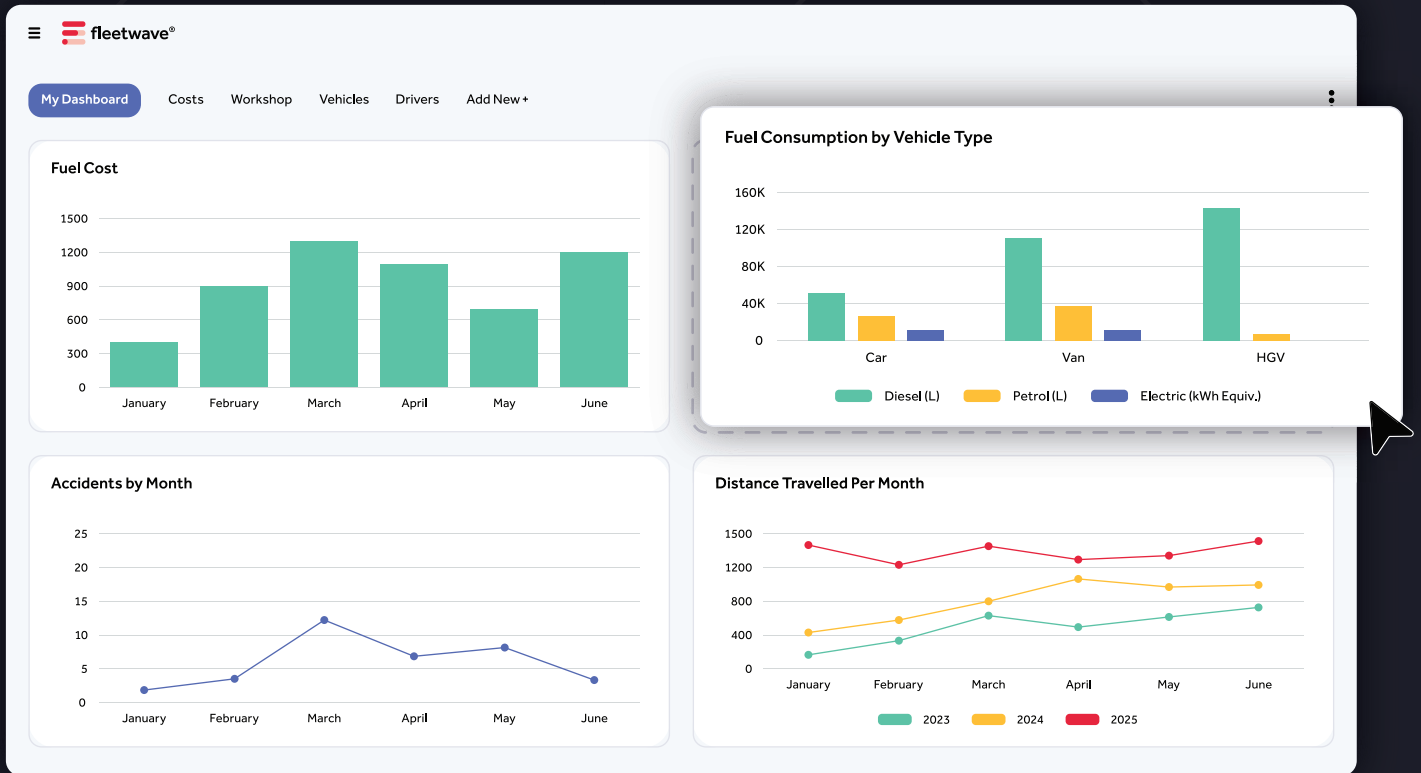 fleetwave®
My Dashboard Costs Workshop Vehicles Drivers Add New+
Fuel Cost
1500
1200
900
600
300
0
January February March April May June
Fuel Consumption by Vehicle Type
160K
120K
80K
40K
0
Car Van HGV
Diesel (L) Petrol (L) Electric (kWh Equiv.)
Accidents by Month
25
20
15
10
5
0
January February March April May June
Distance Travelled Per Month
1500
1200
800
400
0
January February March April May June
2023 2024 2025